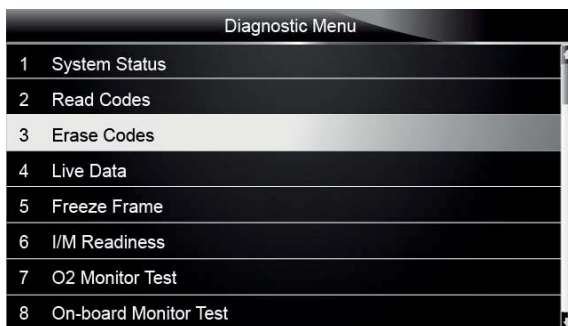 Diagnostic Menu
1 System Status
2 Read Codes
3 Erase Codes
4 Live Data
5 Freeze Frame
6 I/M Readiness
7 O2 Monitor Test
8 On-board Monitor Test